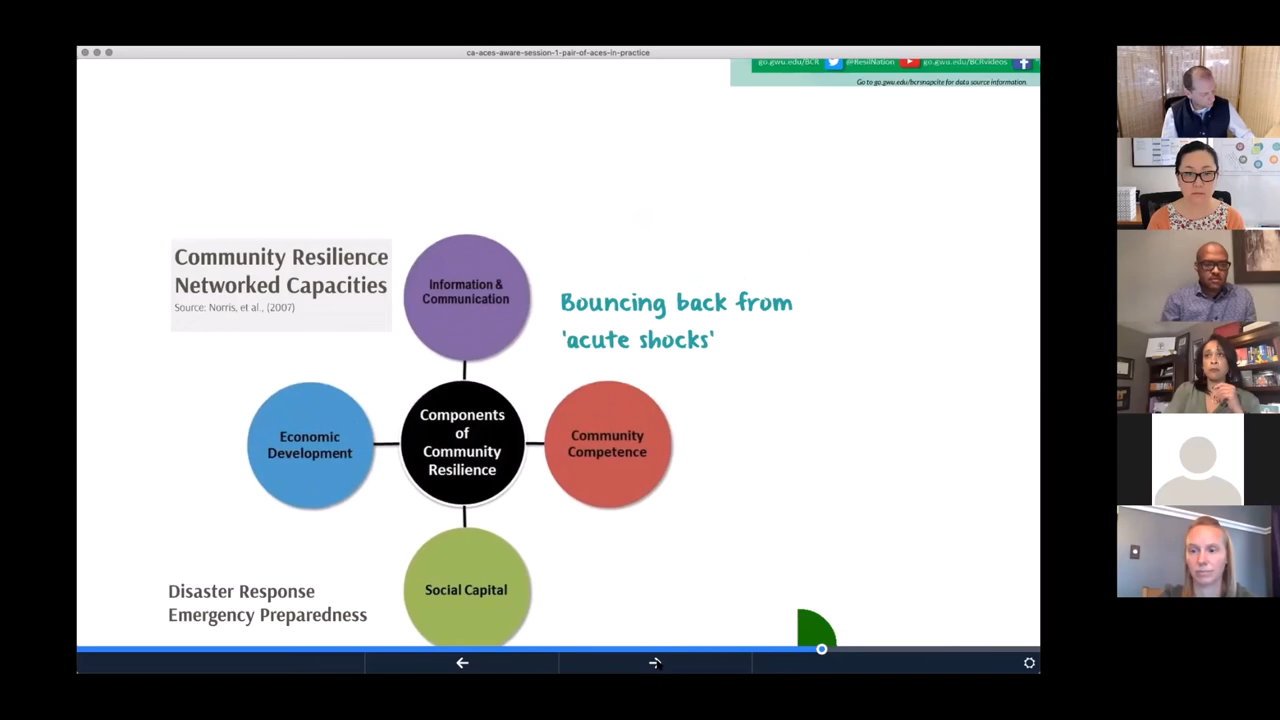 ca-aces-aware-session-1-pair-of-aces-in-practice
go.gwu.edu/BCR @ResilNation go.gwu.edu/BCRvideos
Go to go.gwu.edu/bcrsnapcite for data source information.
Community Resilience
Networked Capacities
Source: Norris, et al., (2007)
Information &
Communication
Bouncing back from
'acute shocks'
Economic
Development
Components
of
Community
Resilience
Community
Competence
Social Capital
Disaster Response
Emergency Preparedness